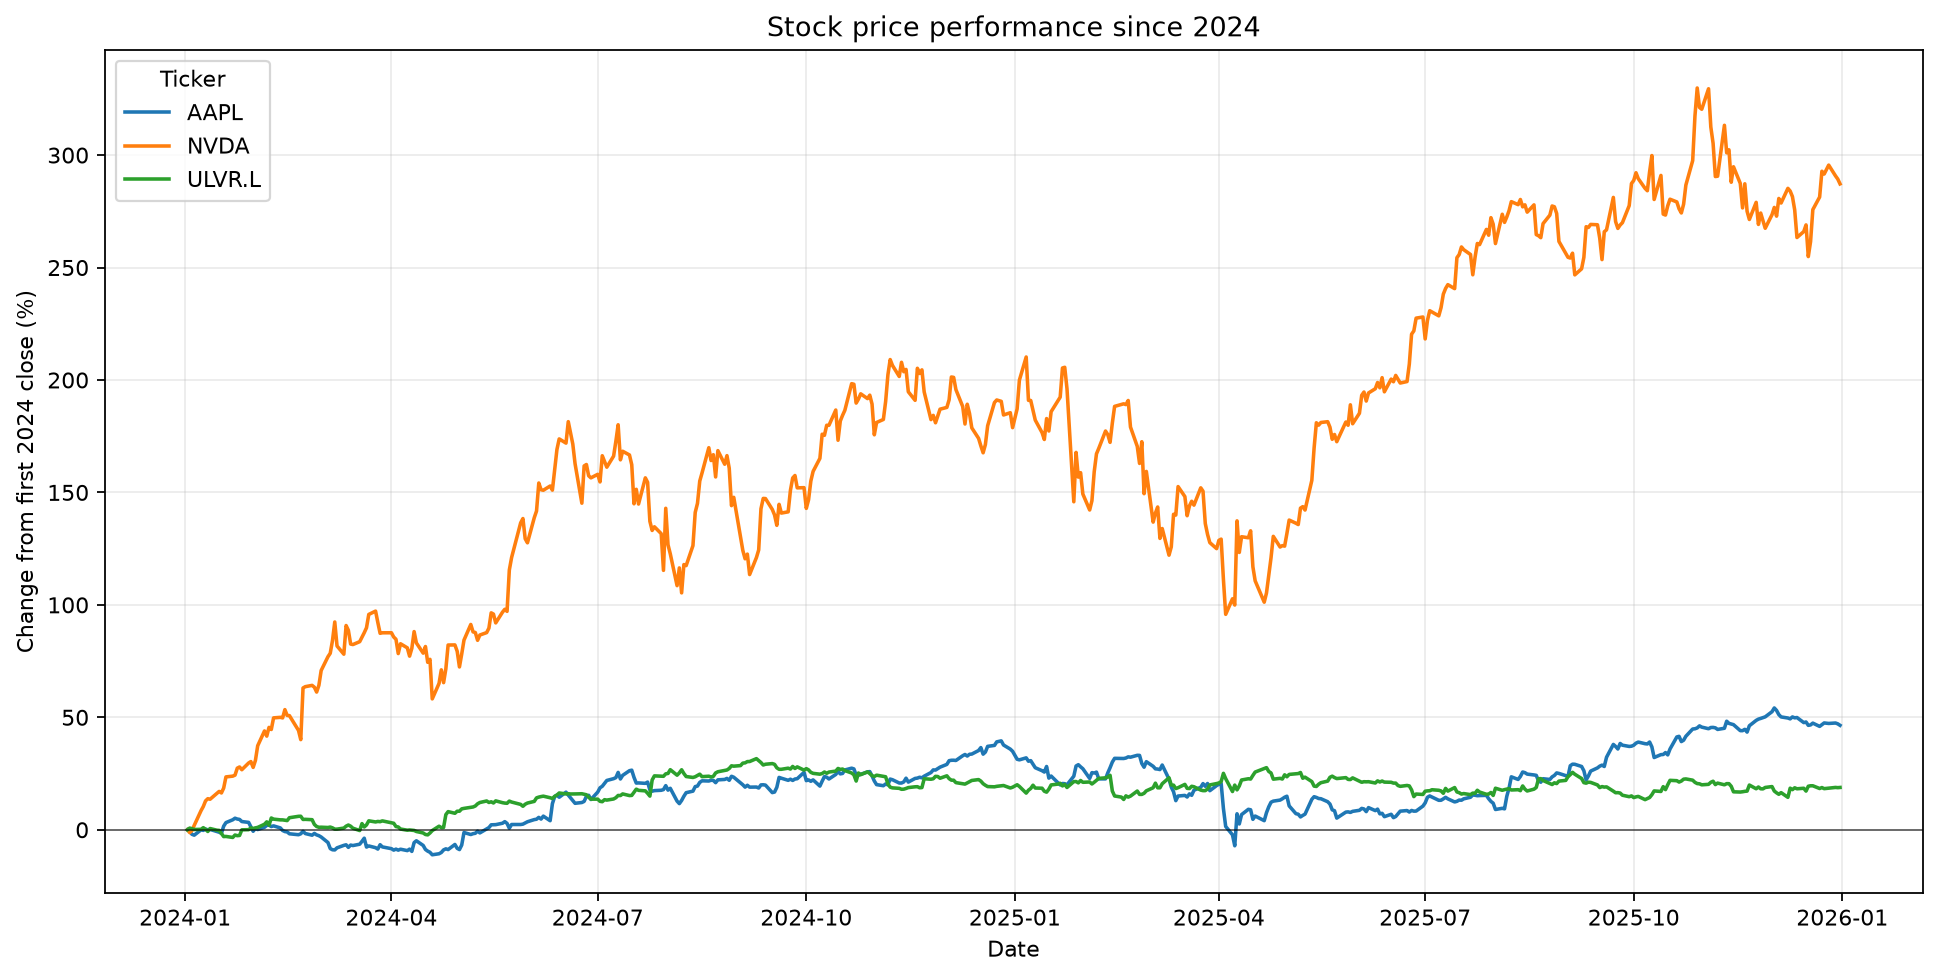 Stock price performance since 2024
Ticker
AAPL
NVDA
ULVR.L
Change from first 2024 close (%)
300
250
200
150
100
50
0
2024-01 2024-04 2024-07 2024-10 2025-01 2025-04 2025-07 2025-10 2026-01
Date